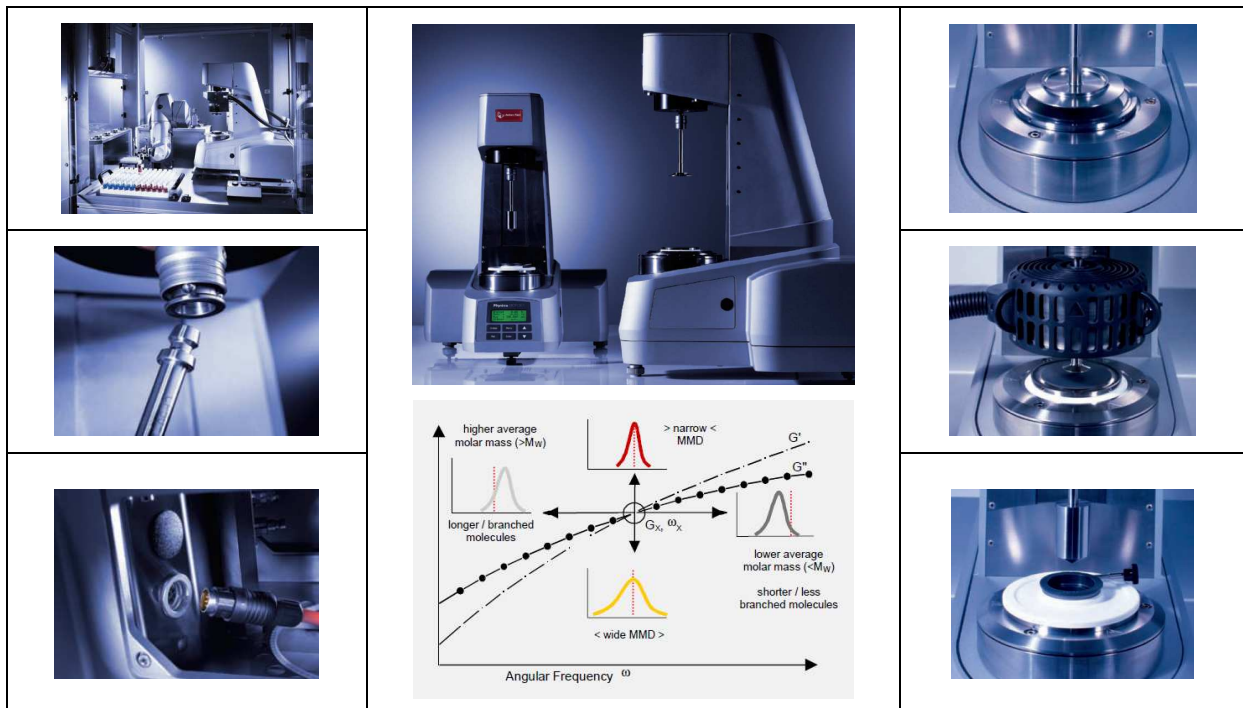 Physica
higher average
molar mass (>MW)
> narrow <
MMD
G'
G"
longer / branched
molecules
GX, ωX
lower average
molar mass (<MW)
shorter / less
branched molecules
< wide MMD >
Angular Frequency ω